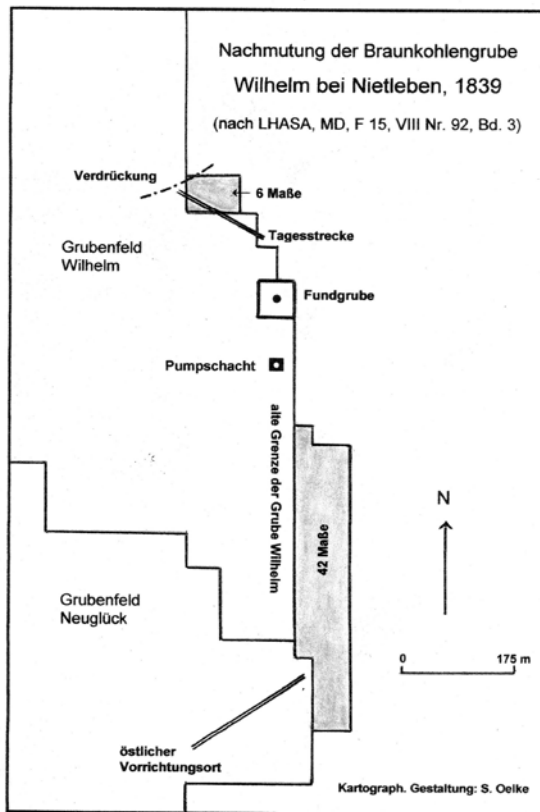 Nachmutung der Braunkohlengrube
Wilhelm bei Nietleben, 1839
(nach LHASA, MD, F 15, VIII Nr. 92, Bd. 3)
Verdrückung
6 Maße
Tagesstrecke
Grubenfeld
Wilhelm
Fundgrube
Pumpschacht
alte Grenze der Grube Wilhelm
42 Maße
N
Grubenfeld
Neuglück
0 175 m
östlicher
Vorrichtungsort
Kartograph. Gestaltung: S. Oelke